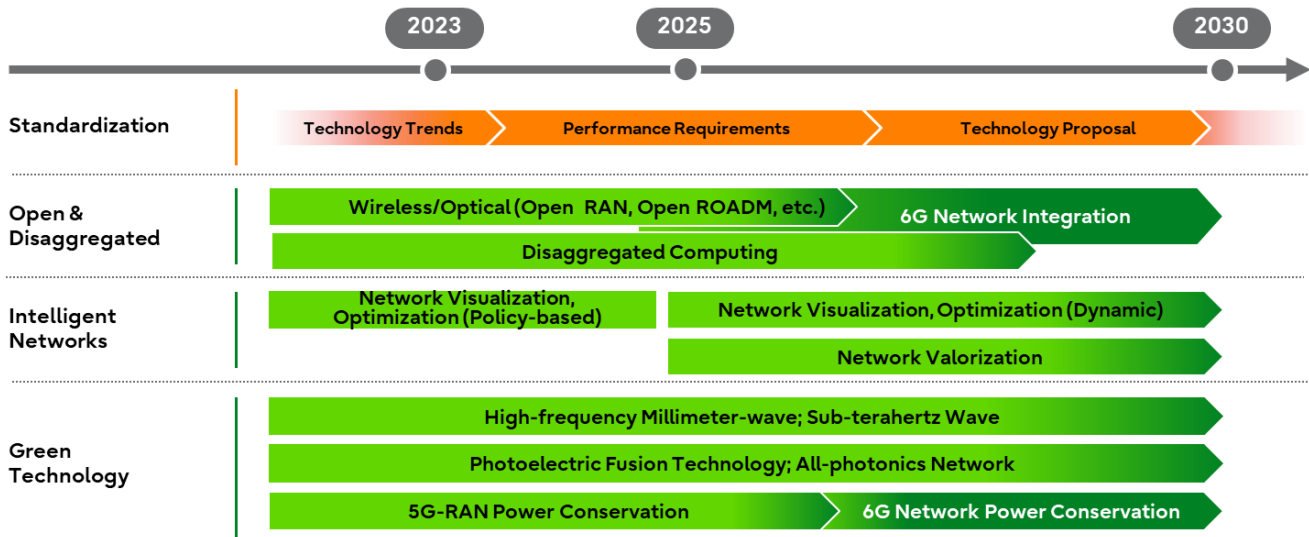 2023
2025
2030
Standardization
Technology Trends
Performance Requirements
Technology Proposal
Open &
Disaggregated
Wireless/Optical (Open RAN, Open ROADM, etc.)
6G Network Integration
Disaggregated Computing
Intelligent
Networks
Network Visualization,
Optimization (Policy-based)
Network Visualization, Optimization (Dynamic)
Network Valorization
Green
Technology
High-frequency Millimeter-wave; Sub-terahertz Wave
Photoelectric Fusion Technology; All-photonics Network
5G-RAN Power Conservation
6G Network Power Conservation